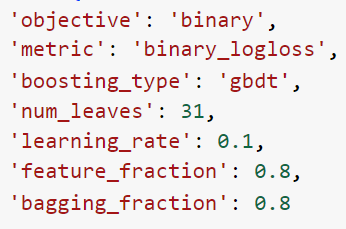 'objective': 'binary',
'metric': 'binary_logloss',
'boosting_type': 'gbdt',
'num_leaves': 31,
'learning_rate': 0.1,
'feature_fraction': 0.8,
'bagging_fraction': 0.8